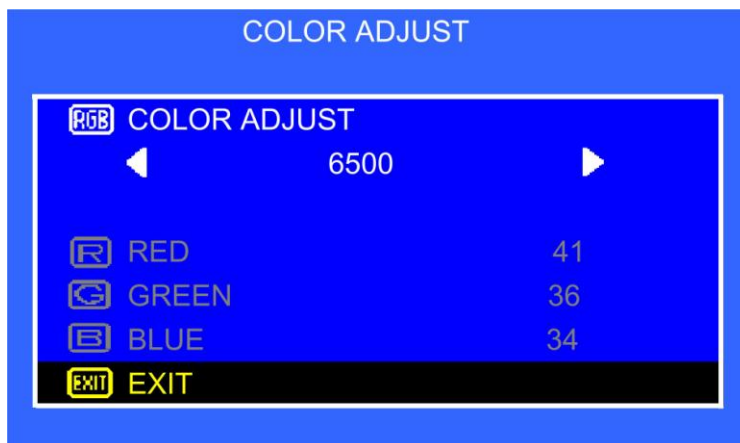 COLOR ADJUST
RGB COLOR ADJUST
6500
R RED 41
G GREEN 36
B BLUE 34
EXIT EXIT